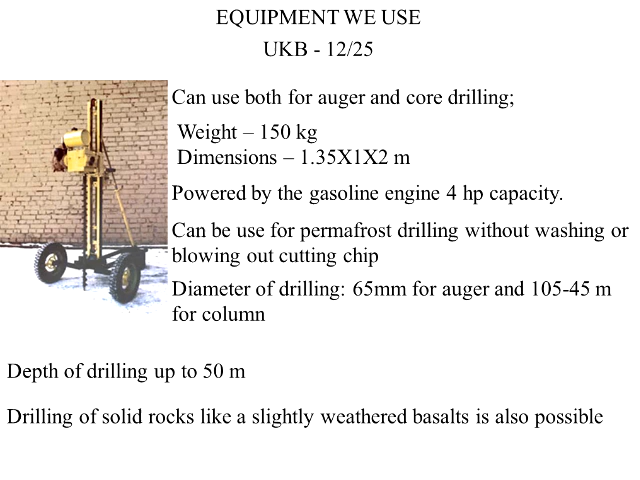 EQUIPMENT WE USE
UKB - 12/25
Can use both for auger and core drilling;
Weight – 150 kg
Dimensions – 1.35X1X2 m
Powered by the gasoline engine 4 hp capacity.
Can be use for permafrost drilling without washing or
blowing out cutting chip
Diameter of drilling: 65mm for auger and 105-45 m
for column
Depth of drilling up to 50 m
Drilling of solid rocks like a slightly weathered basalts is also possible